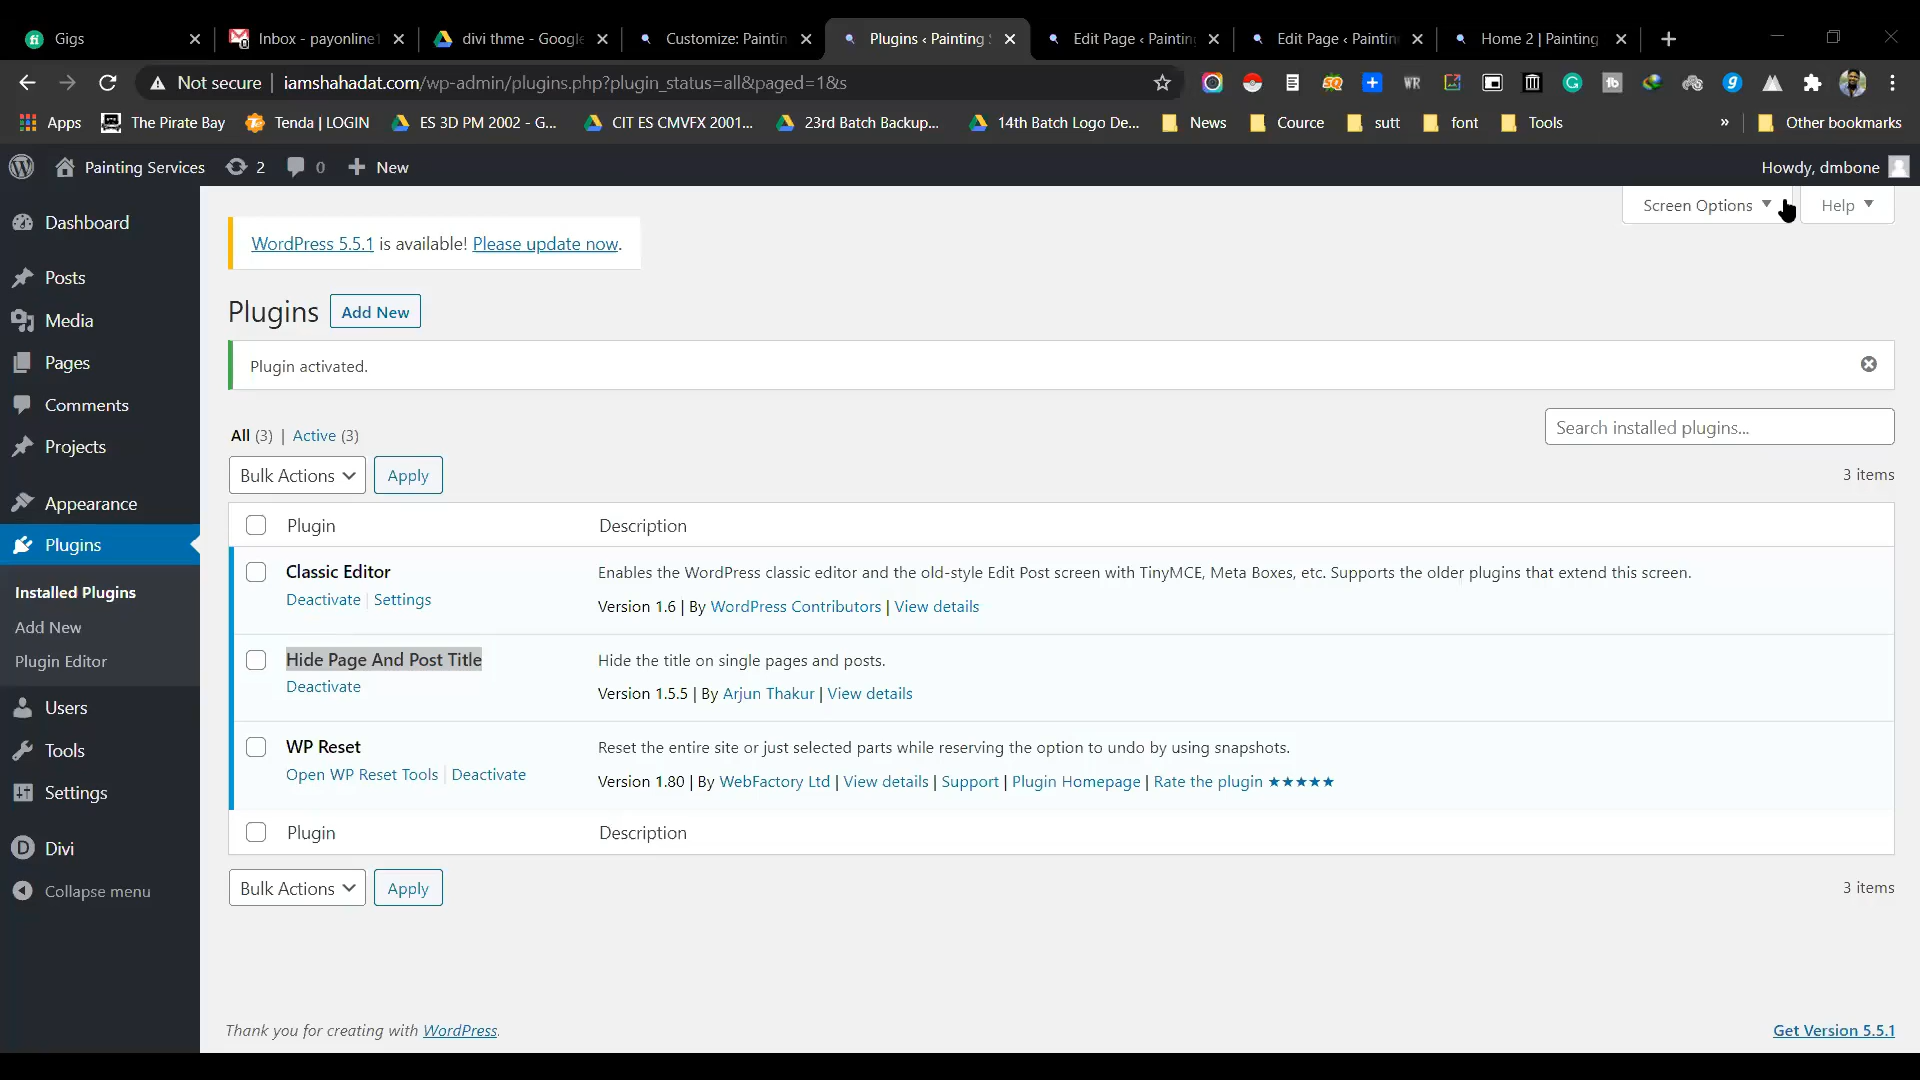 Gigs
Inbox - payonline1
divi thme - Google
Customize: Paintin
Plugins ‹ Painting S
Edit Page ‹ Painting
Edit Page ‹ Painting
Home 2 | Painting
Not secure | iamshahadat.com/wp-admin/plugins.php?plugin_status=all&paged=1&s
Apps
The Pirate Bay
Tenda | LOGIN
ES 3D PM 2002 - G...
CIT ES CMVFX 2001...
23rd Batch Backup...
14th Batch Logo De...
News
Cource
sutt
font
Tools
»
Other bookmarks
Painting Services
2
0
New
Howdy, dmbone
Screen Options
Help
Dashboard
Posts
Media
Pages
Comments
Projects
Appearance
Plugins
Installed Plugins
Add New
Plugin Editor
Users
Tools
Settings
Divi
Collapse menu
WordPress 5.5.1 is available! Please update now.
Plugins
Add New
Plugin activated.
All (3) | Active (3)
Search installed plugins...
Bulk Actions
Apply
3 items
Plugin
Description
Classic Editor
Deactivate | Settings
Enables the WordPress classic editor and the old-style Edit Post screen with TinyMCE, Meta Boxes, etc. Supports the older plugins that extend this screen.
Version 1.6 | By WordPress Contributors | View details
Hide Page And Post Title
Deactivate
Hide the title on single pages and posts.
Version 1.5.5 | By Arjun Thakur | View details
WP Reset
Open WP Reset Tools | Deactivate
Reset the entire site or just selected parts while reserving the option to undo by using snapshots.
Version 1.80 | By WebFactory Ltd | View details | Support | Plugin Homepage | Rate the plugin ★★★★★
Plugin
Description
Bulk Actions
Apply
3 items
Thank you for creating with WordPress.
Get Version 5.5.1